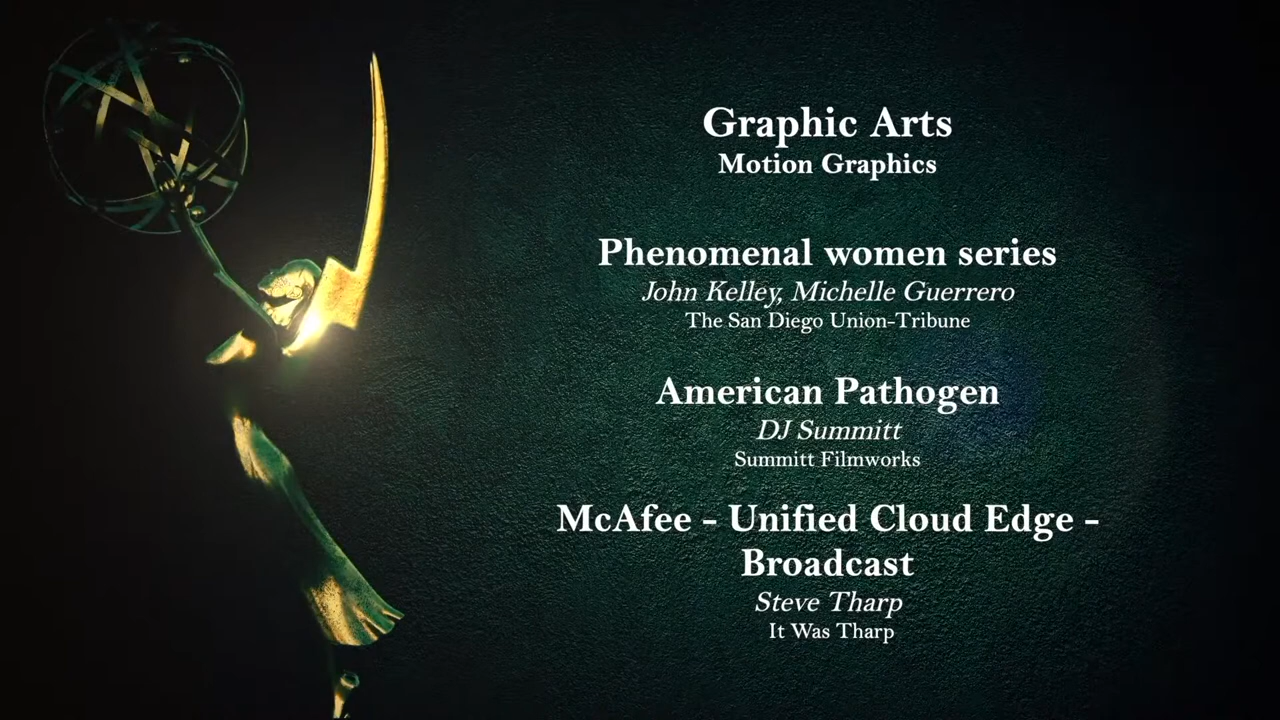 Graphic Arts
Motion Graphics
Phenomenal women series
John Kelley, Michelle Guerrero
The San Diego Union-Tribune
American Pathogen
DJ Summitt
Summitt Filmworks
McAfee - Unified Cloud Edge -
Broadcast
Steve Tharp
It Was Tharp